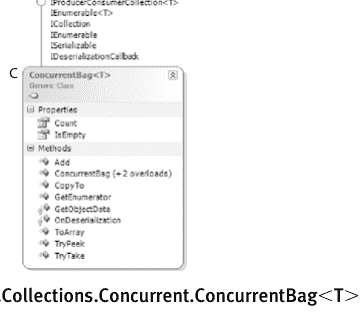 IProducerConsumerCollection<T>
IEnumerable<T>
ICollection
IEnumerable
ISerializable
IDeserializationCallback
C
ConcurrentBag<T>
Generic Class
Properties
Count
IsEmpty
Methods
Add
ConcurrentBag (+ 2 overloads)
CopyTo
GetEnumerator
GetObjectData
OnDeserialization
ToArray
TryPeek
TryTake
.Collections.Concurrent.ConcurrentBag<T>